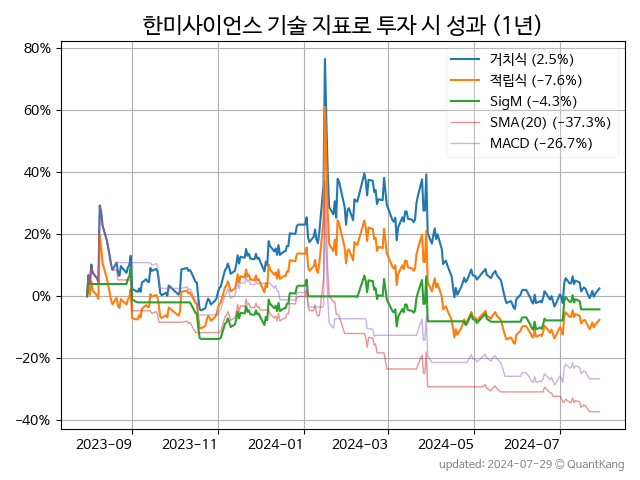 한미사이언스 기술 지표로 투자 시 성과 (1년)
80%
60%
40%
20%
0%
−20%
−40%
거치식 (2.5%)
적립식 (−7.6%)
SigM (−4.3%)
SMA(20) (−37.3%)
MACD (−26.7%)
2023-09 2023-11 2024-01 2024-03 2024-05 2024-07
updated: 2024-07-29 © QuantKang